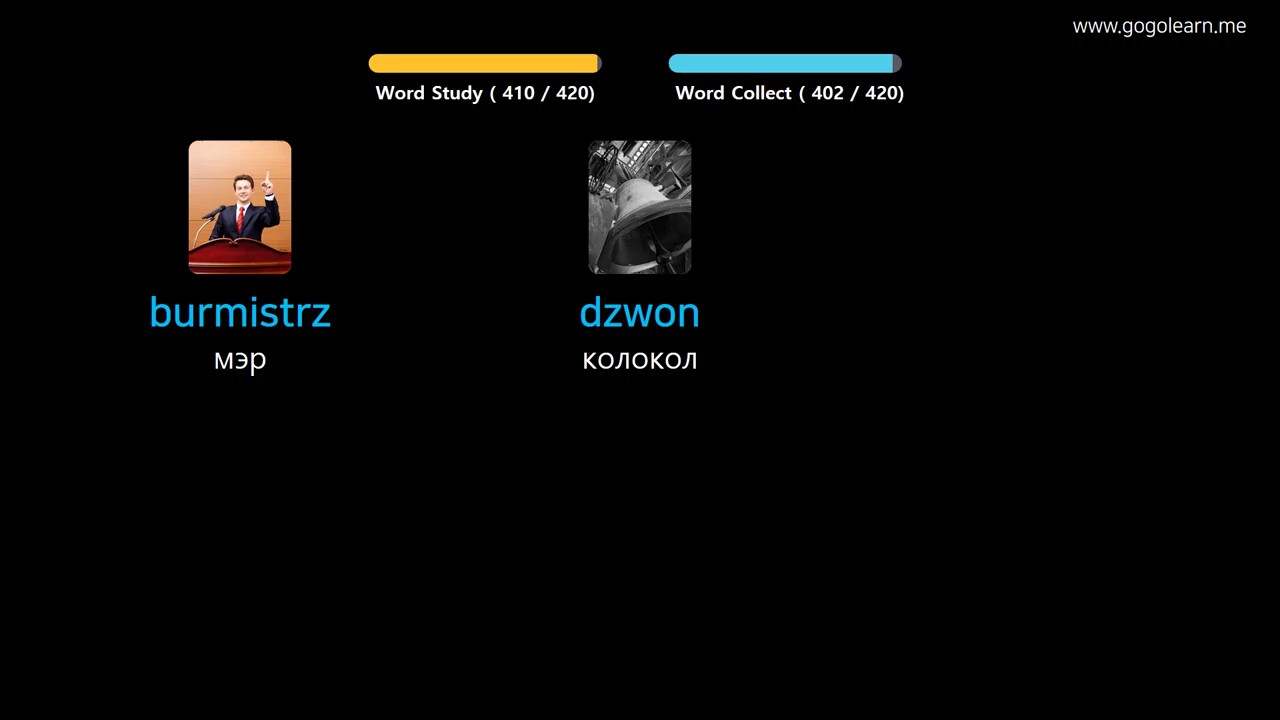 www.gogolearn.me
Word Study ( 410 / 420)
Word Collect ( 402 / 420)
burmistrz
dzwon
мэр
колокол